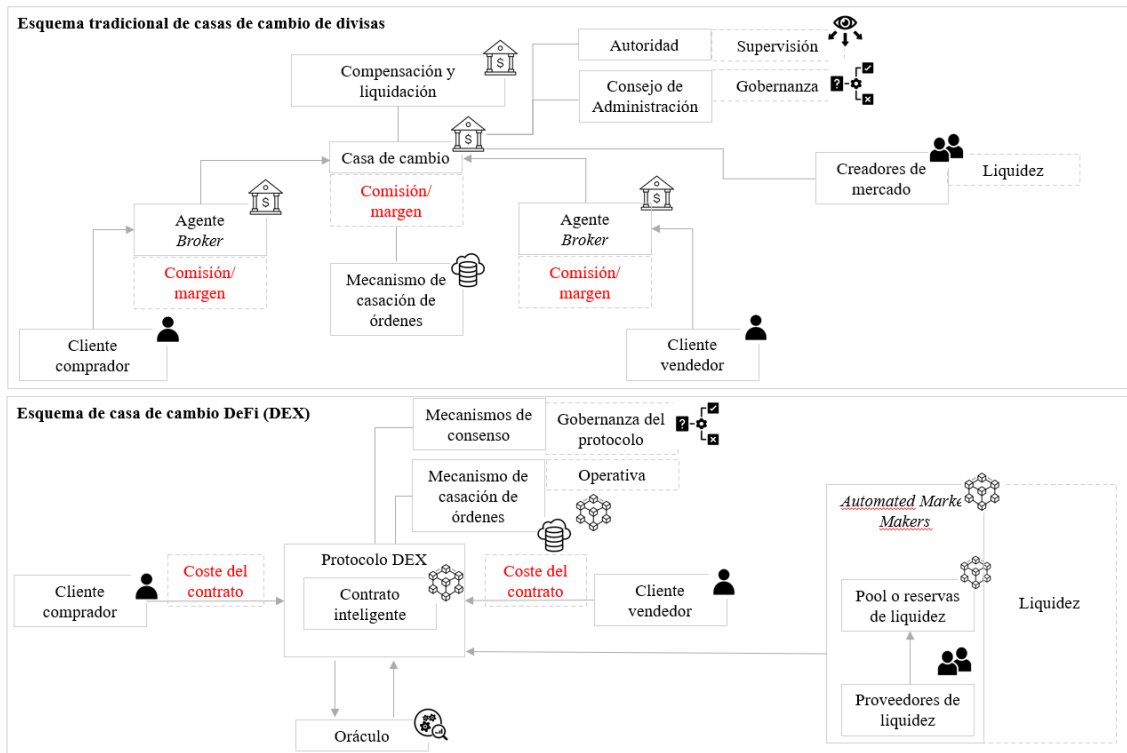 Esquema tradicional de casas de cambio de divisas
Autoridad
Supervisión
Compensación y
liquidación
Consejo de
Administración
Gobernanza
Casa de cambio
Comisión/
margen
Creadores de
mercado
Liquidez
Agente
Broker
Comisión/
margen
Agente
Broker
Comisión/
margen
Mecanismo de
casación de
órdenes
Cliente
comprador
Cliente
vendedor
Esquema de casa de cambio DeFi (DEX)
Mecanismos de
consenso
Gobernanza del
protocolo
Mecanismo de
casación de
órdenes
Operativa
Automated Marke
Makers
Protocolo DEX
Contrato
inteligente
Cliente
comprador
Coste del
contrato
Coste del
contrato
Cliente
vendedor
Pool o reservas
de liquidez
Liquidez
Proveedores de
liquidez
Oráculo